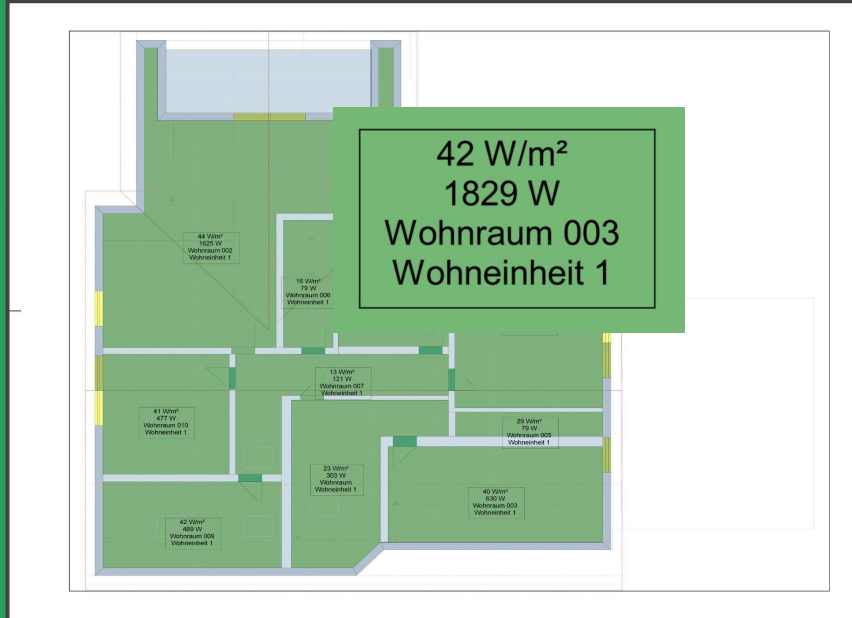 42 W/m²
1829 W
Wohnraum 003
Wohneinheit 1
44 W/m²
1625 W
Wohnraum 002
Wohneinheit 1
16 W/m²
79 W
Wohnraum 006
Wohneinheit 1
13 W/m²
121 W
Wohnraum 007
Wohneinheit 1
41 W/m²
477 W
Wohnraum 010
Wohneinheit 1
29 W/m²
79 W
Wohnraum 005
Wohneinheit 1
23 W/m²
303 W
Wohnraum
Wohneinheit 1
40 W/m²
630 W
Wohnraum 003
Wohneinheit 1
42 W/m²
489 W
Wohnraum 009
Wohneinheit 1